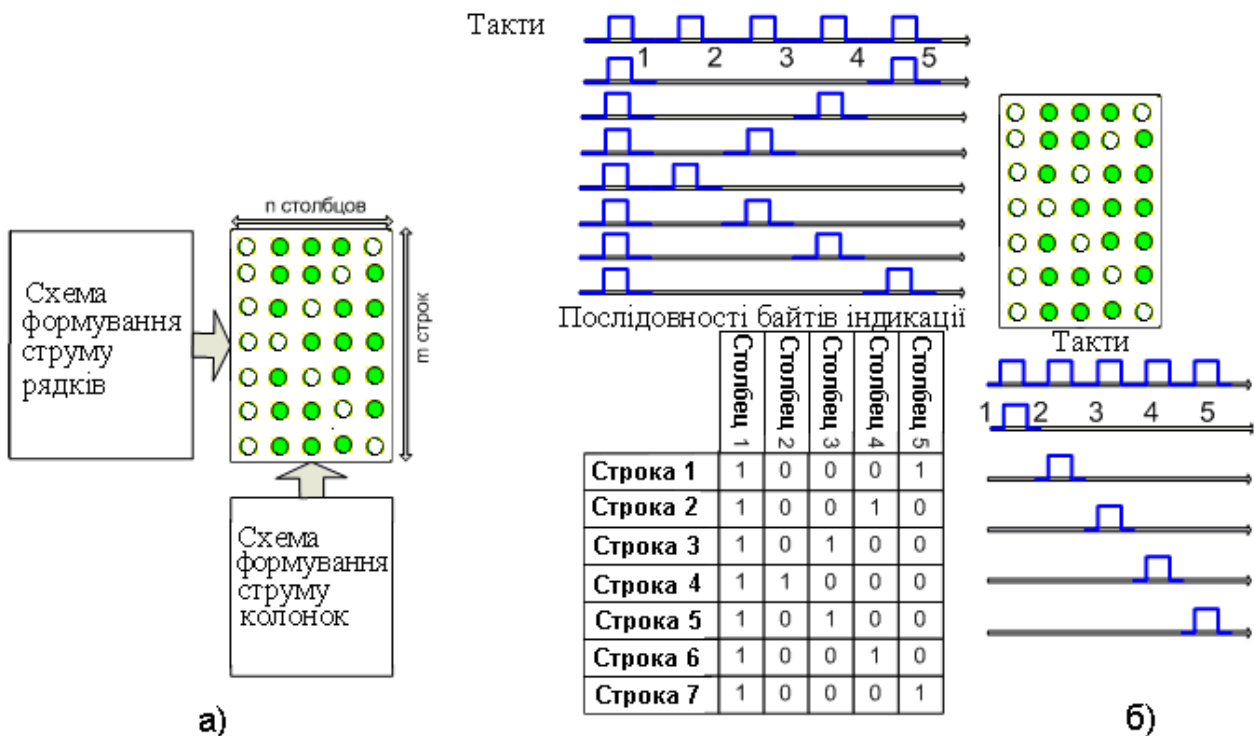 Такти
1 2 3 4 5
n столбцов
m строк
Схема
формування
струму
рядків
Схема
формування
струму
колонок
а)
Послідовності байтів індикації
Столбец 1
Столбец 2
Столбец 3
Столбец 4
Столбец 5
Строка 1 1 0 0 0 1
Строка 2 1 0 0 1 0
Строка 3 1 0 1 0 0
Строка 4 1 1 0 0 0
Строка 5 1 0 1 0 0
Строка 6 1 0 0 1 0
Строка 7 1 0 0 0 1
Такти
1 2 3 4 5
б)